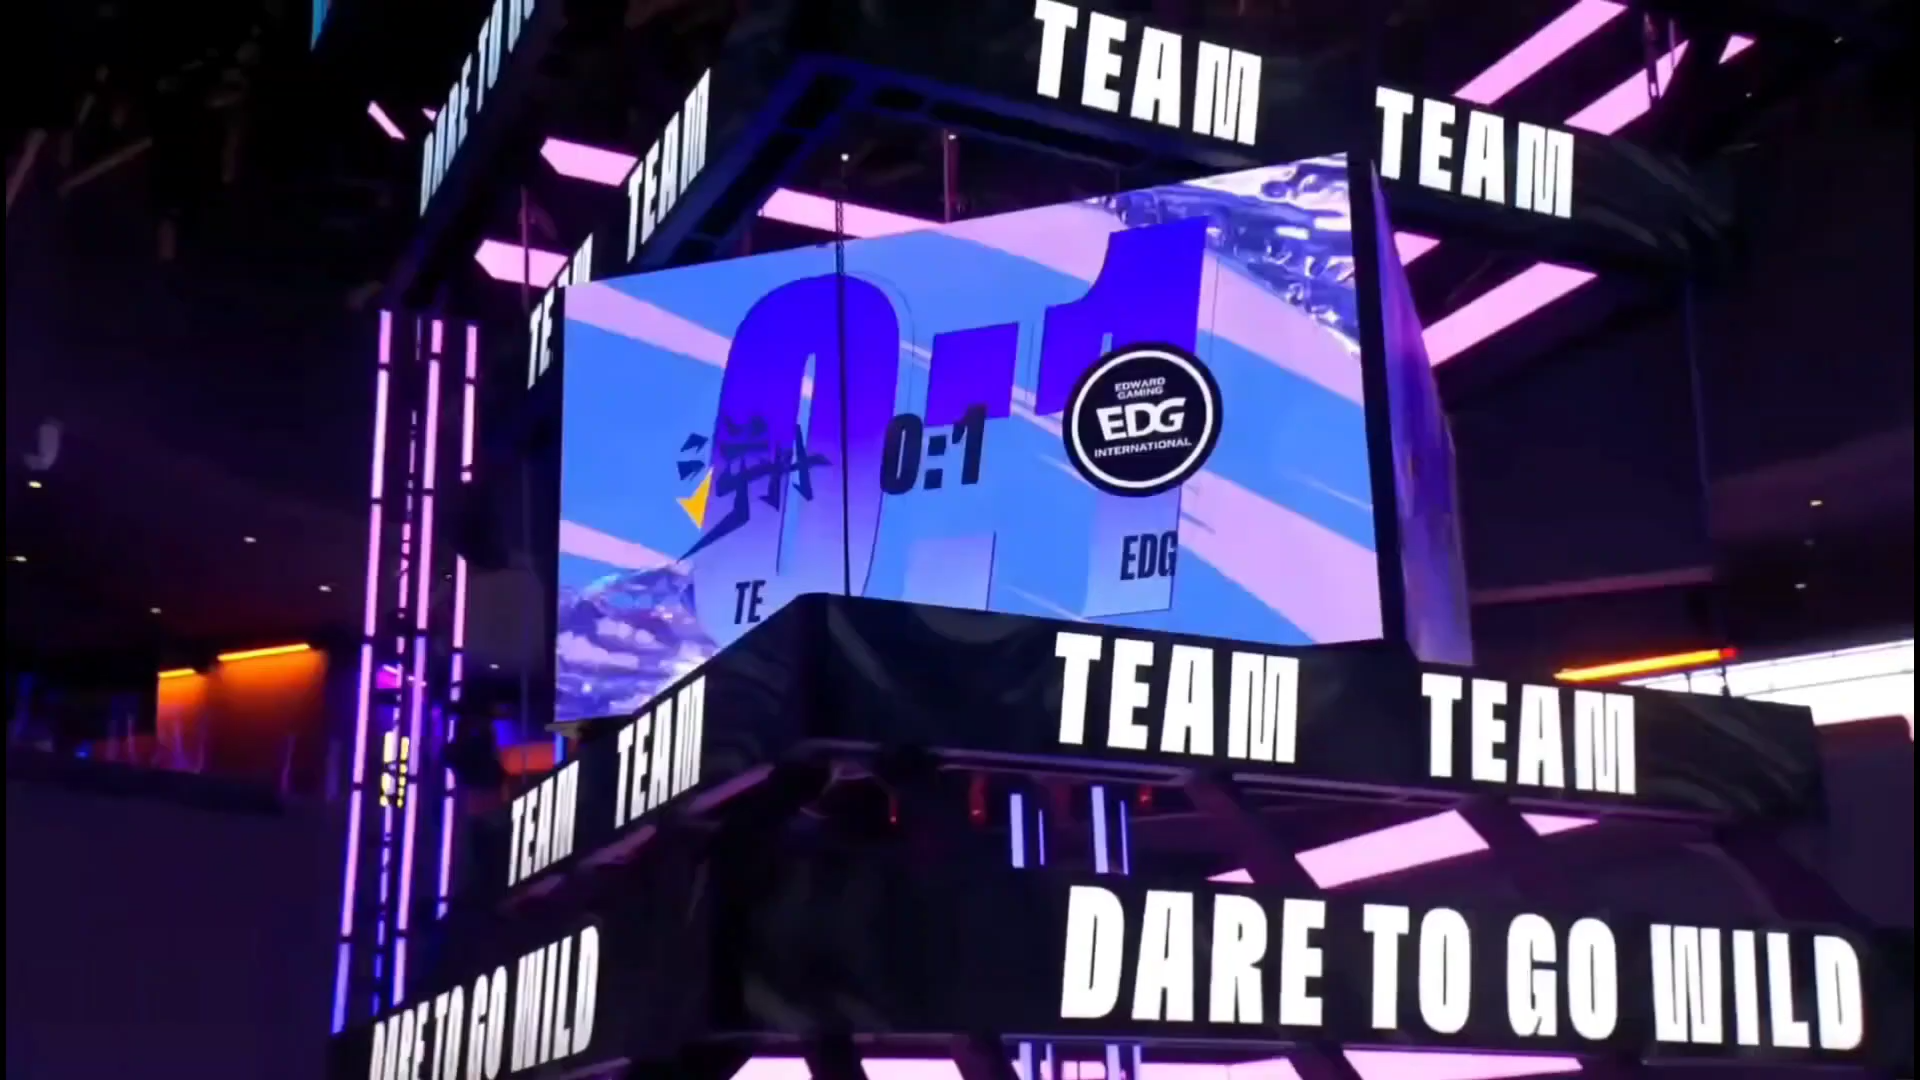 DARE TO GO
TEAM
TEAM
TEAM
TE
0:1
0:1
EDWARD
GAMING
EDG
INTERNATIONAL
TE
EDG
TEAM
TEAM
TEAM
TEAM
DARE TO GO WILD
DARE TO GO WILD